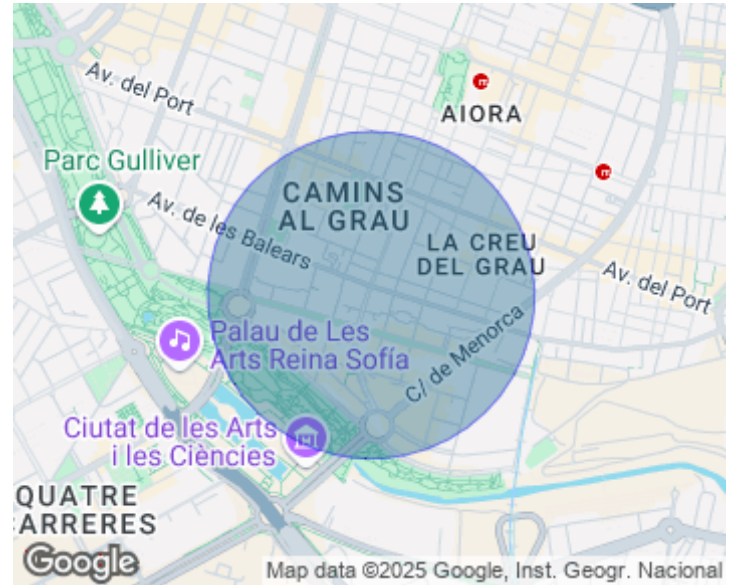 Av. del Port
AIORA
Parc Gulliver
CAMINS
AL GRAU
Av. de les Balears
LA CREU
DEL GRAU
Av. del Port
Palau de Les
Arts Reina Sofía
C/ de Menorca
Ciutat de les Arts
i les Ciències
QUATRE
CARRERES
Google
Map data ©2025 Google, Inst. Geogr. Nacional